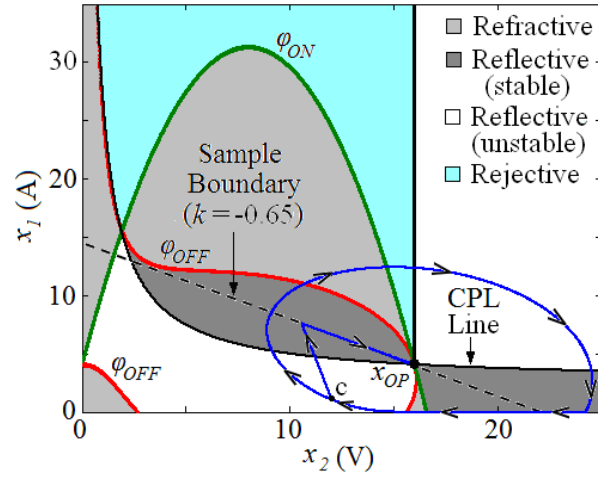 30
20
10
0
x₁ (A)
0
10
20
x₂ (V)
φON
Sample
Boundary
(k = -0.65)
φOFF
φOFF
CPL
Line
xOP
c
Refractive
Reflective
(stable)
Reflective
(unstable)
Rejective